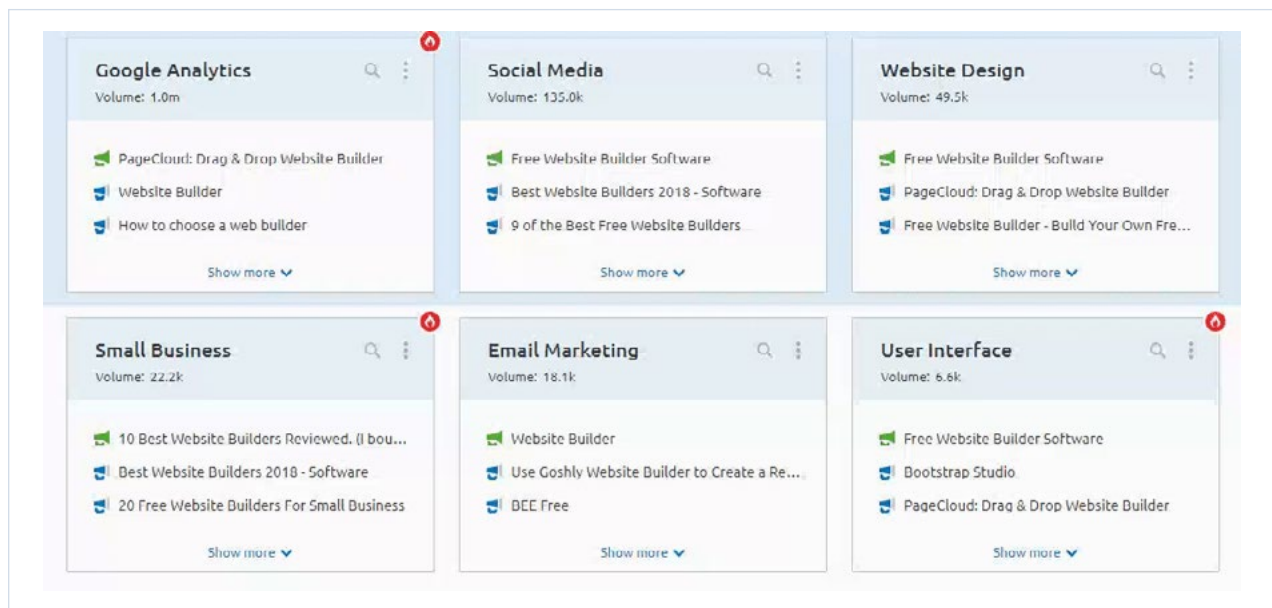 Google Analytics
Volume: 1.0m
PageCloud: Drag & Drop Website Builder
Website Builder
How to choose a web builder
Show more
Social Media
Volume: 135.0k
Free Website Builder Software
Best Website Builders 2018 - Software
9 of the Best Free Website Builders
Show more
Website Design
Volume: 49.5k
Free Website Builder Software
PageCloud: Drag & Drop Website Builder
Free Website Builder - Build Your Own Fre...
Show more
Small Business
Volume: 22.2k
10 Best Website Builders Reviewed. (I bou...
Best Website Builders 2018 - Software
20 Free Website Builders For Small Business
Show more
Email Marketing
Volume: 18.1k
Website Builder
Use Goshly Website Builder to Create a Re...
BEE Free
Show more
User Interface
Volume: 6.6k
Free Website Builder Software
Bootstrap Studio
PageCloud: Drag & Drop Website Builder
Show more